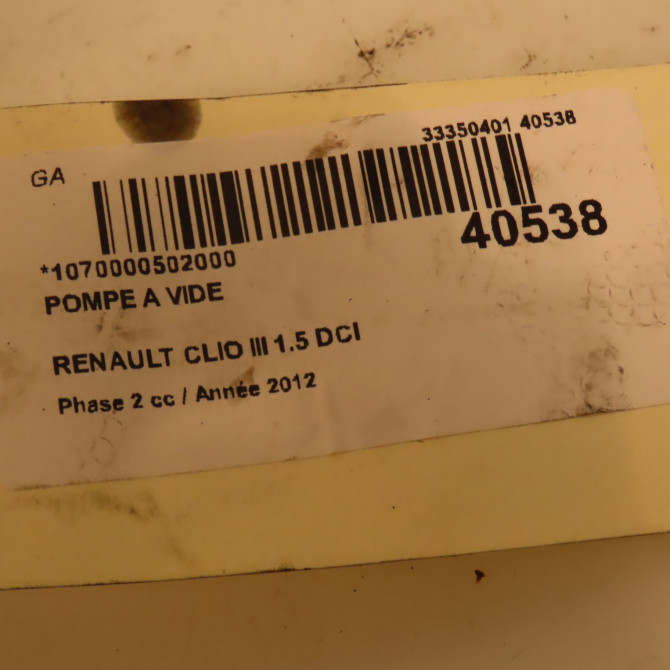 33350401 40538
GA
40538
*1070000502000
POMPE A VIDE
RENAULT CLIO III 1.5 DCI
Phase 2 cc / Année 2012